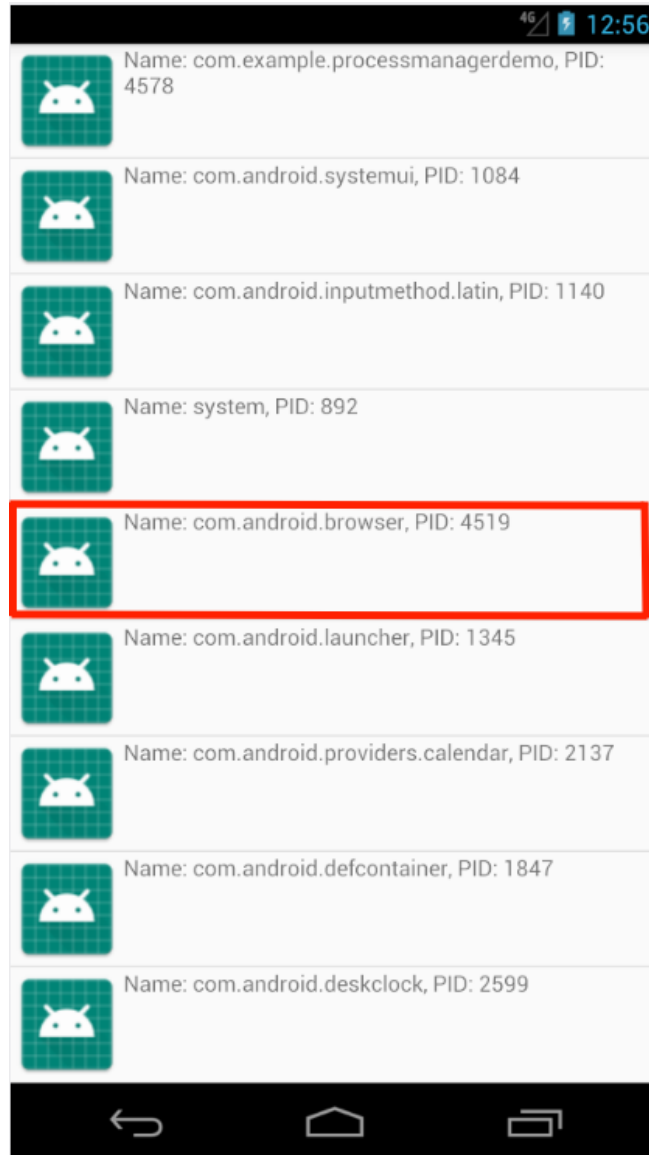 4G 12:56
Name: com.example.processmanagerdemo, PID:
4578
Name: com.android.systemui, PID: 1084
Name: com.android.inputmethod.latin, PID: 1140
Name: system, PID: 892
Name: com.android.browser, PID: 4519
Name: com.android.launcher, PID: 1345
Name: com.android.providers.calendar, PID: 2137
Name: com.android.defcontainer, PID: 1847
Name: com.android.deskclock, PID: 2599